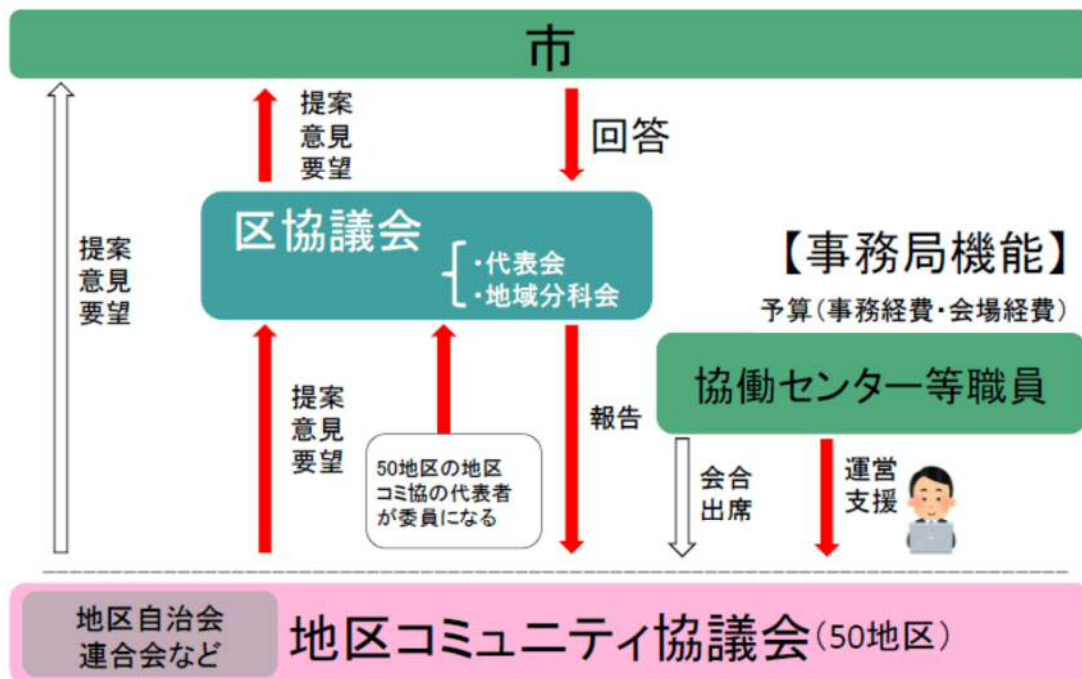 市
提案
意見
要望
回答
提案
意見
要望
区協議会
・代表会
・地域分科会
【事務局機能】
予算（事務経費・会場経費）
協働センター等職員
提案
意見
要望
50地区の地区
コミ協の代表者
が委員になる
報告
会合
出席
運営
支援
地区自治会
連合会など
地区コミュニティ協議会（50地区）